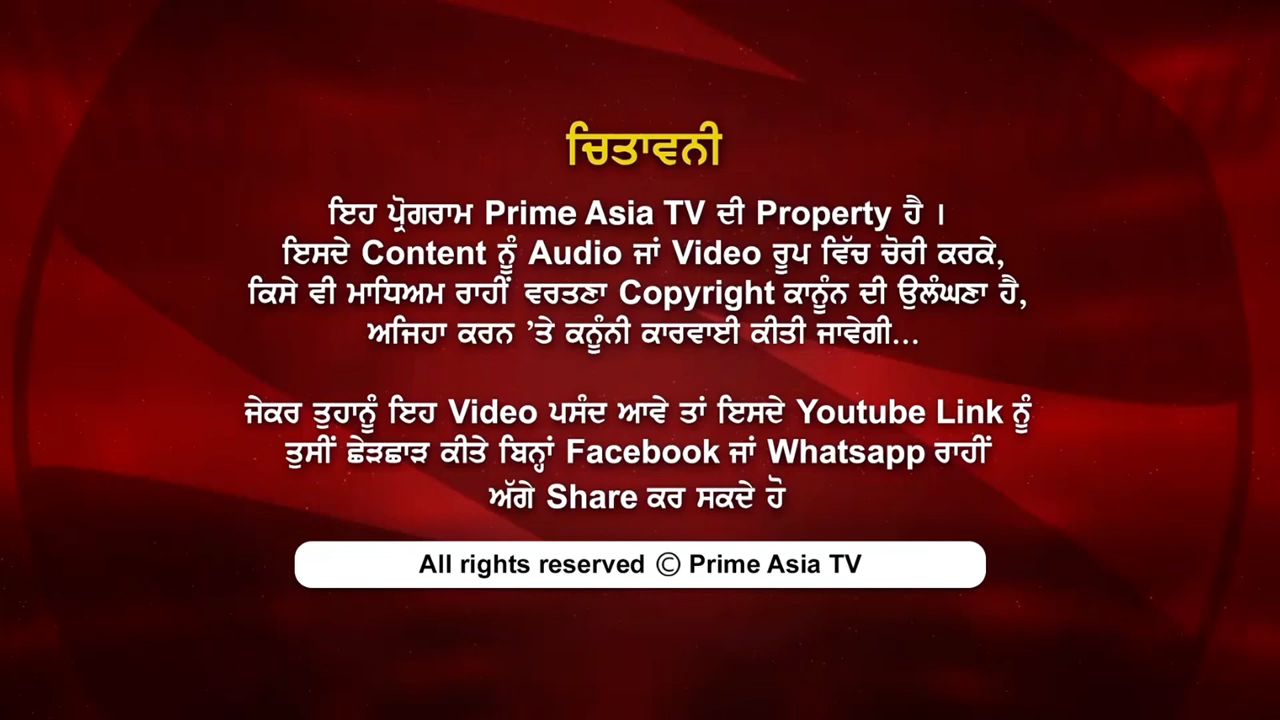 ਚਿਤਾਵਨੀ
ਇਹ ਪ੍ਰੋਗਰਾਮ Prime Asia TV ਦੀ Property ਹੈ ।
ਇਸਦੇ Content ਨੂੰ Audio ਜਾਂ Video ਰੂਪ ਵਿੱਚ ਚੋਰੀ ਕਰਕੇ,
ਕਿਸੇ ਵੀ ਮਾਧਿਅਮ ਰਾਹੀਂ ਵਰਤਣਾ Copyright ਕਾਨੂੰਨ ਦੀ ਉਲੰਘਣਾ ਹੈ,
ਅਜਿਹਾ ਕਰਨ ’ਤੇ ਕਨੂੰਨੀ ਕਾਰਵਾਈ ਕੀਤੀ ਜਾਵੇਗੀ...
ਜੇਕਰ ਤੁਹਾਨੂੰ ਇਹ Video ਪਸੰਦ ਆਵੇ ਤਾਂ ਇਸਦੇ Youtube Link ਨੂੰ
ਤੁਸੀਂ ਛੇੜਛਾੜ ਕੀਤੇ ਬਿਨ੍ਹਾਂ Facebook ਜਾਂ Whatsapp ਰਾਹੀਂ
ਅੱਗੇ Share ਕਰ ਸਕਦੇ ਹੋ
All rights reserved © Prime Asia TV